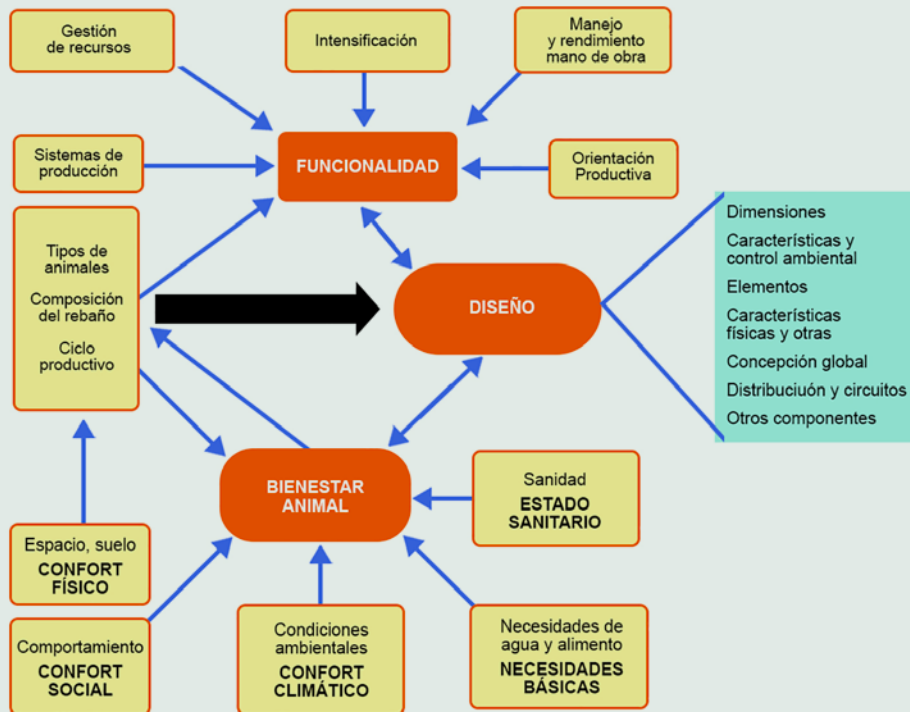 Gestión
de recursos
Intensificación
Manejo
y rendimiento
mano de obra
Sistemas de
producción
FUNCIONALIDAD
Orientación
Productiva
Tipos de
animales
Composición
del rebaño
Ciclo
productivo
DISEÑO
Dimensiones
Características y
control ambiental
Elementos
Características
físicas y otras
Concepción global
Distribuciuón y circuitos
Otros componentes
BIENESTAR
ANIMAL
Sanidad
ESTADO
SANITARIO
Espacio, suelo
CONFORT
FÍSICO
Comportamiento
CONFORT
SOCIAL
Condiciones
ambientales
CONFORT
CLIMÁTICO
Necesidades de
agua y alimento
NECESIDADES
BÁSICAS